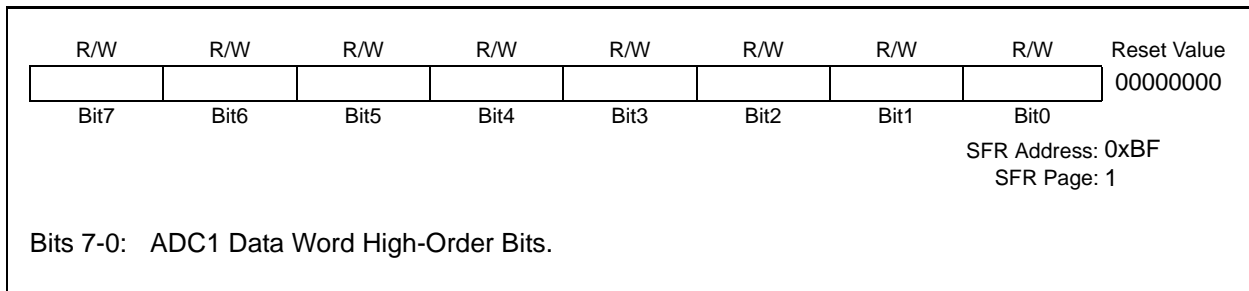 R/W R/W R/W R/W R/W R/W R/W R/W Reset Value
00000000
Bit7 Bit6 Bit5 Bit4 Bit3 Bit2 Bit1 Bit0
SFR Address: 0xBF
SFR Page: 1
Bits 7-0: ADC1 Data Word High-Order Bits.